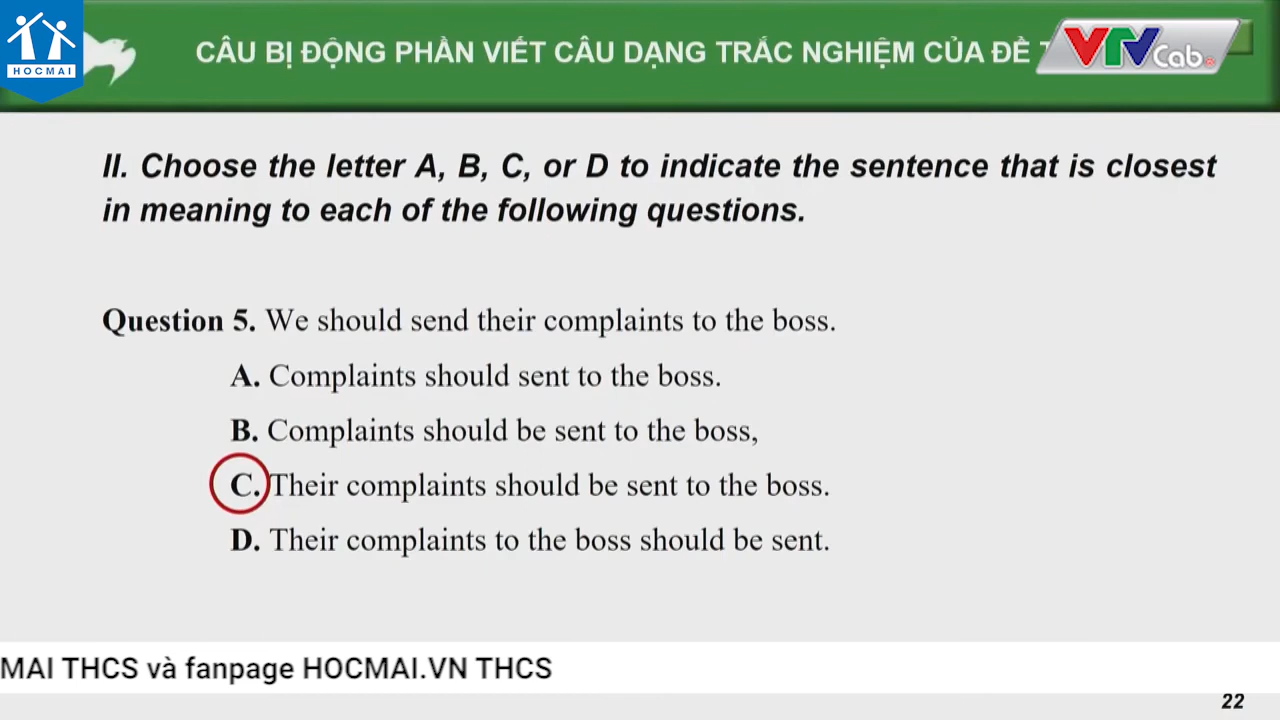 HOCMAI
CÂU BỊ ĐỘNG PHẦN VIẾT CÂU DẠNG TRẮC NGHIỆM CỦA ĐỀ
VTVCab
II. Choose the letter A, B, C, or D to indicate the sentence that is closest
in meaning to each of the following questions.
Question 5. We should send their complaints to the boss.
A. Complaints should sent to the boss.
B. Complaints should be sent to the boss,
C. Their complaints should be sent to the boss.
D. Their complaints to the boss should be sent.
MAI THCS và fanpage HOCMAI.VN THCS
22